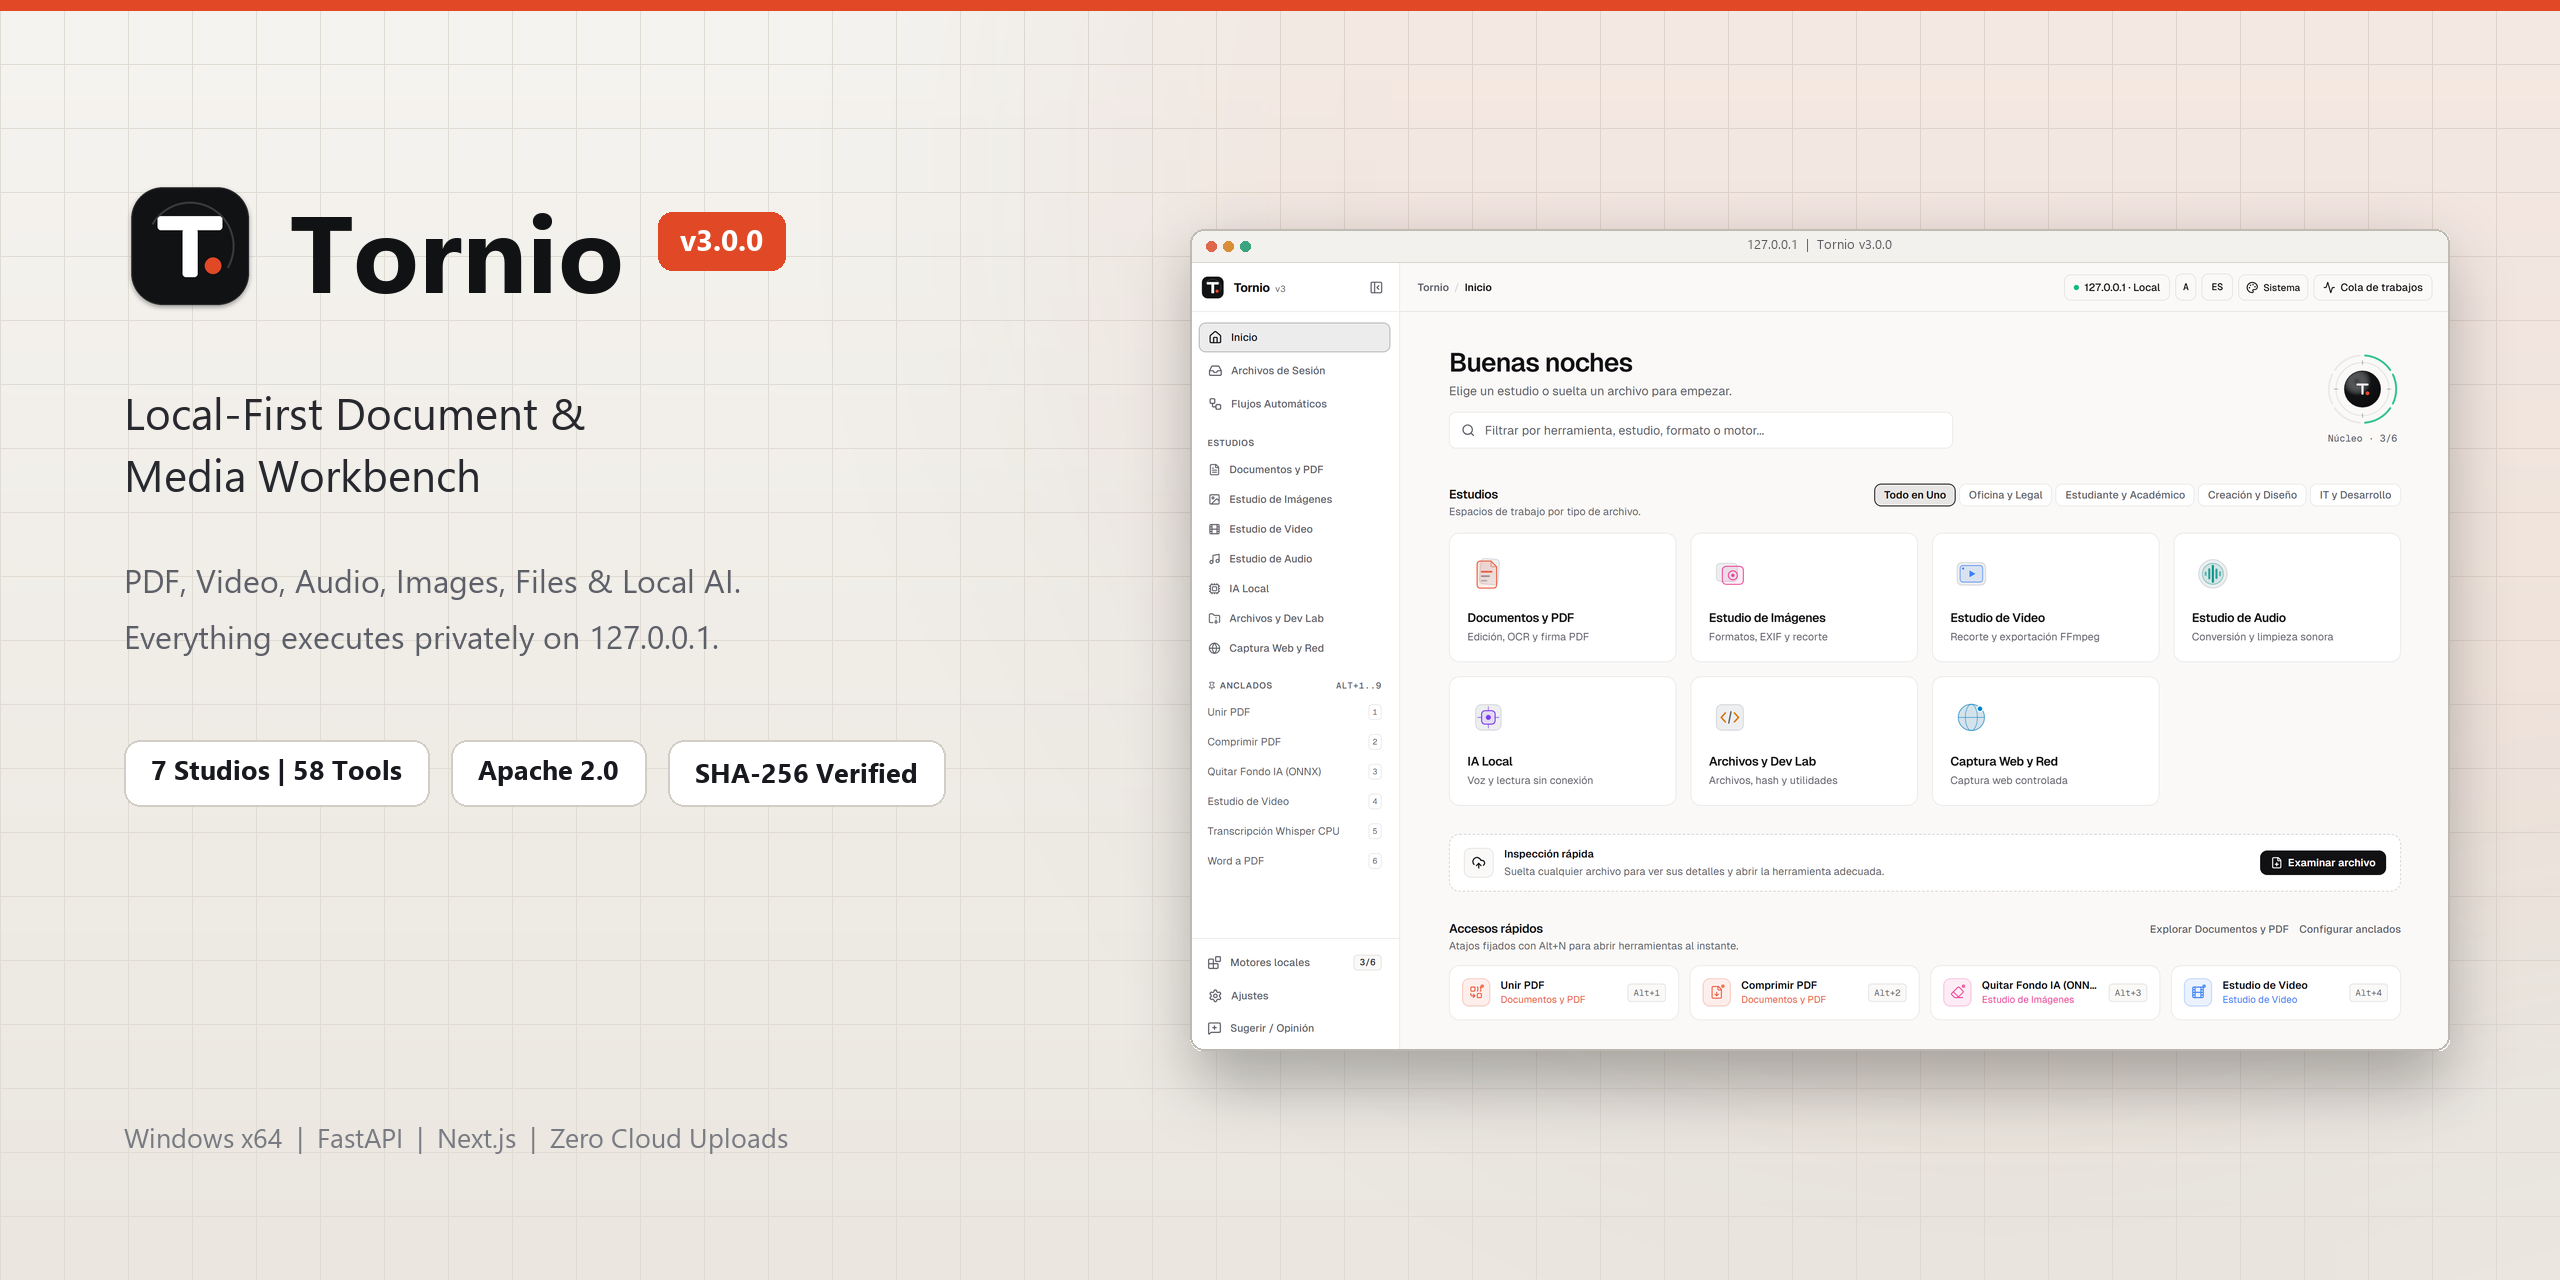 Tornio
v3.0.0
Local-First Document &
Media Workbench
PDF, Video, Audio, Images, Files & Local AI.
Everything executes privately on 127.0.0.1.
7 Studios | 58 Tools
Apache 2.0
SHA-256 Verified
Windows x64 | FastAPI | Next.js | Zero Cloud Uploads
127.0.0.1 | Tornio v3.0.0
Tornio v3
Inicio
Archivos de Sesión
Flujos Automáticos
ESTUDIOS
Documentos y PDF
Estudio de Imágenes
Estudio de Video
Estudio de Audio
IA Local
Archivos y Dev Lab
Captura Web y Red
ANCLADOS ALT+1..9
Unir PDF 1
Comprimir PDF 2
Quitar Fondo IA (ONNX) 3
Estudio de Video 4
Transcripción Whisper CPU 5
Word a PDF 6
Motores locales 3/6
Ajustes
Sugerir / Opinión
Tornio / Inicio
127.0.0.1 · Local
A
ES
Sistema
Cola de trabajos
Buenas noches
Elige un estudio o suelta un archivo para empezar.
Filtrar por herramienta, estudio, formato o motor...
Núcleo · 3/6
Estudios
Espacios de trabajo por tipo de archivo.
Todo en Uno
Oficina y Legal
Estudiante y Académico
Creación y Diseño
IT y Desarrollo
Documentos y PDF
Edición, OCR y firma PDF
Estudio de Imágenes
Formatos, EXIF y recorte
Estudio de Video
Recorte y exportación FFmpeg
Estudio de Audio
Conversión y limpieza sonora
IA Local
Voz y lectura sin conexión
Archivos y Dev Lab
Archivos, hash y utilidades
Captura Web y Red
Captura web controlada
Inspección rápida
Suelta cualquier archivo para ver sus detalles y abrir la herramienta adecuada.
Examinar archivo
Accesos rápidos
Atajos fijados con Alt+N para abrir herramientas al instante.
Explorar Documentos y PDF
Configurar anclados
Unir PDF
Documentos y PDF
Alt+1
Comprimir PDF
Documentos y PDF
Alt+2
Quitar Fondo IA (ONN...
Estudio de Imágenes
Alt+3
Estudio de Video
Estudio de Video
Alt+4